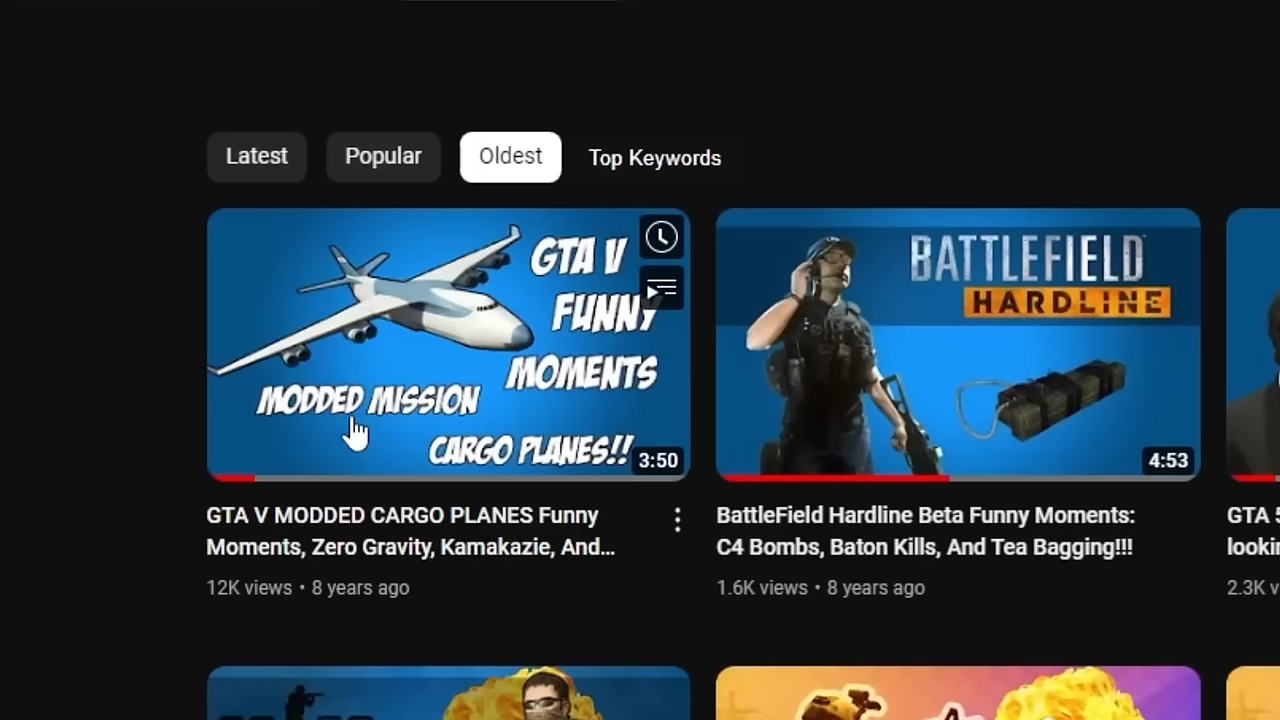 Latest Popular Oldest Top Keywords
GTA V
FUNNY
MOMENTS
MODDED MISSION
CARGO PLANES!!
3:50
BATTLEFIELD
HARDLINE
4:53
GTA V MODDED CARGO PLANES Funny
Moments, Zero Gravity, Kamakazie, And...
12K views • 8 years ago
BattleField Hardline Beta Funny Moments:
C4 Bombs, Baton Kills, And Tea Bagging!!!
1.6K views • 8 years ago
GTA
lookin
2.3K v